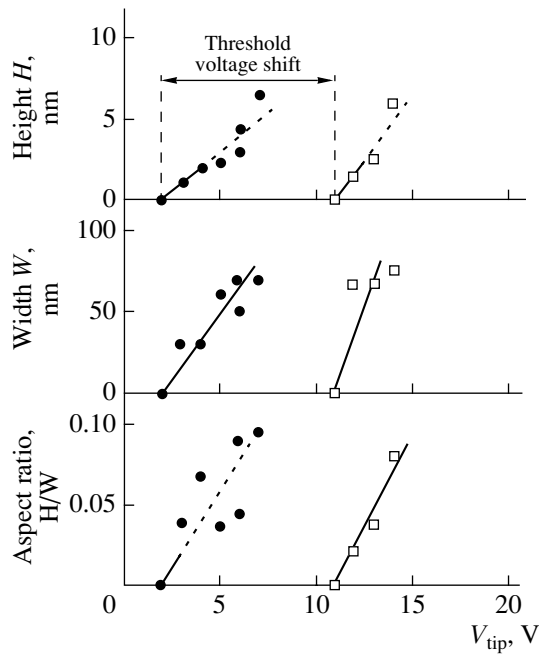 10
Threshold
voltage shift
Height H,
nm
5
0
100
Width W,
nm
50
0
0.10
Aspect ratio,
H/W
0.05
0 5 10 15 20
Vtip, V